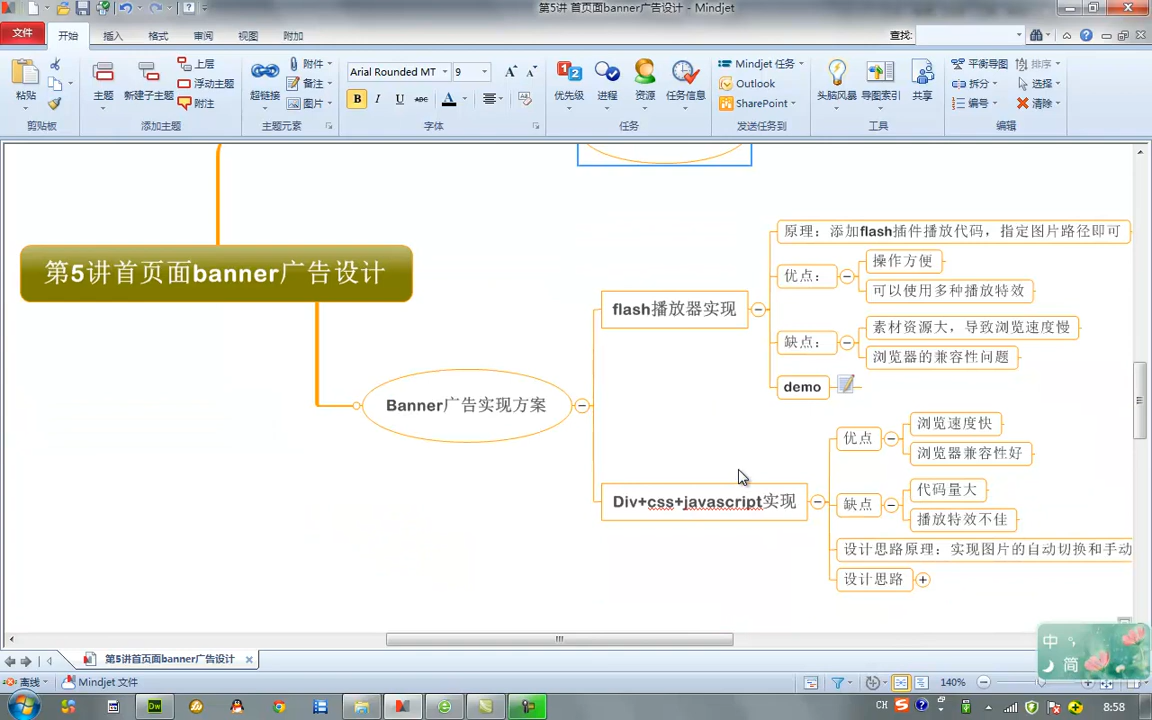 第5讲 首页面banner广告设计 - Mindjet
文件
开始
插入
格式
审阅
视图
附加
查找:
粘贴
剪贴板
主题
新建子主题
上层
浮动主题
附注
添加主题
超链接
附件
备注
图片
主题元素
Arial Rounded MT
9
B I U ABC A
字体
优先级
进程
资源
任务信息
任务
Mindjet 任务
Outlook
SharePoint
发送任务到
头脑风暴
导图索引
共享
工具
平衡导图
拆分
编号
排序
选择
清除
编辑
第5讲首页面banner广告设计
Banner广告实现方案
flash播放器实现
原理：添加flash插件播放代码，指定图片路径即可
优点：
操作方便
可以使用多种播放特效
缺点：
素材资源大，导致浏览速度慢
浏览器的兼容性问题
demo
Div+css+javascript实现
优点
浏览速度快
浏览器兼容性好
缺点
代码量大
播放特效不佳
设计思路原理：实现图片的自动切换和手动
设计思路
中 °,
简
第5讲首页面banner广告设计
离线
Mindjet 文件
140%
CH
8:58